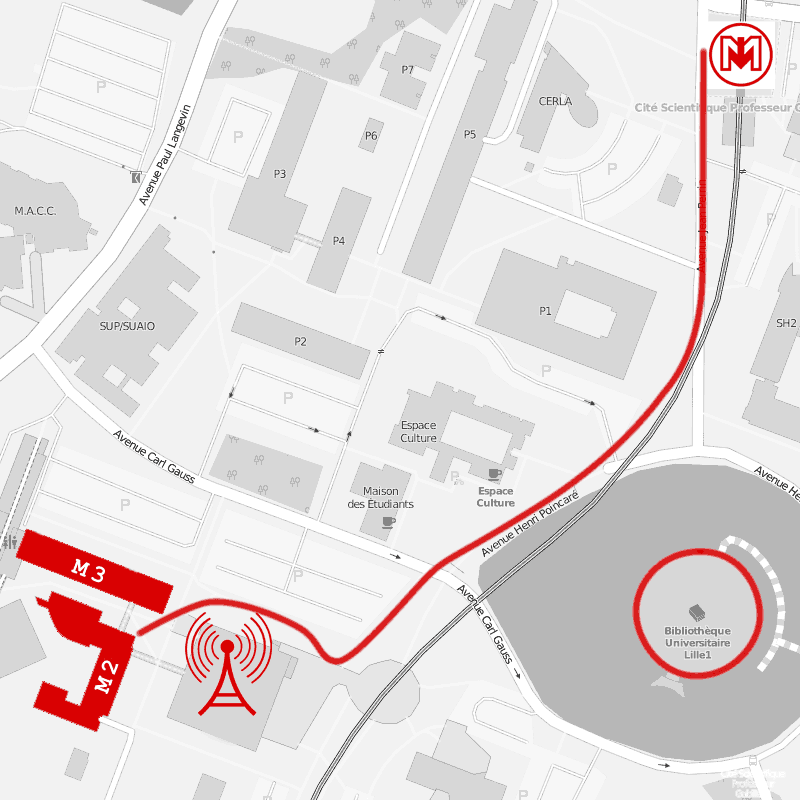 P
P7
CERLA
Cité Scientifique Professeur G
P6
P5
P
Avenue Paul Langevin
P3
P
Avenue Jean Perrin
M.A.C.C.
P4
P
P1
SH2
SUP/SUAIO
P2
P
P
Espace
Culture
Avenue Carl Gauss
P
Espace
Culture
Maison
des Étudiants
Avenue Henri Poincaré
Avenue He
P
M 3
P
Avenue Carl Gauss
Bibliothèque
Universitaire
Lille1
M2
P
P